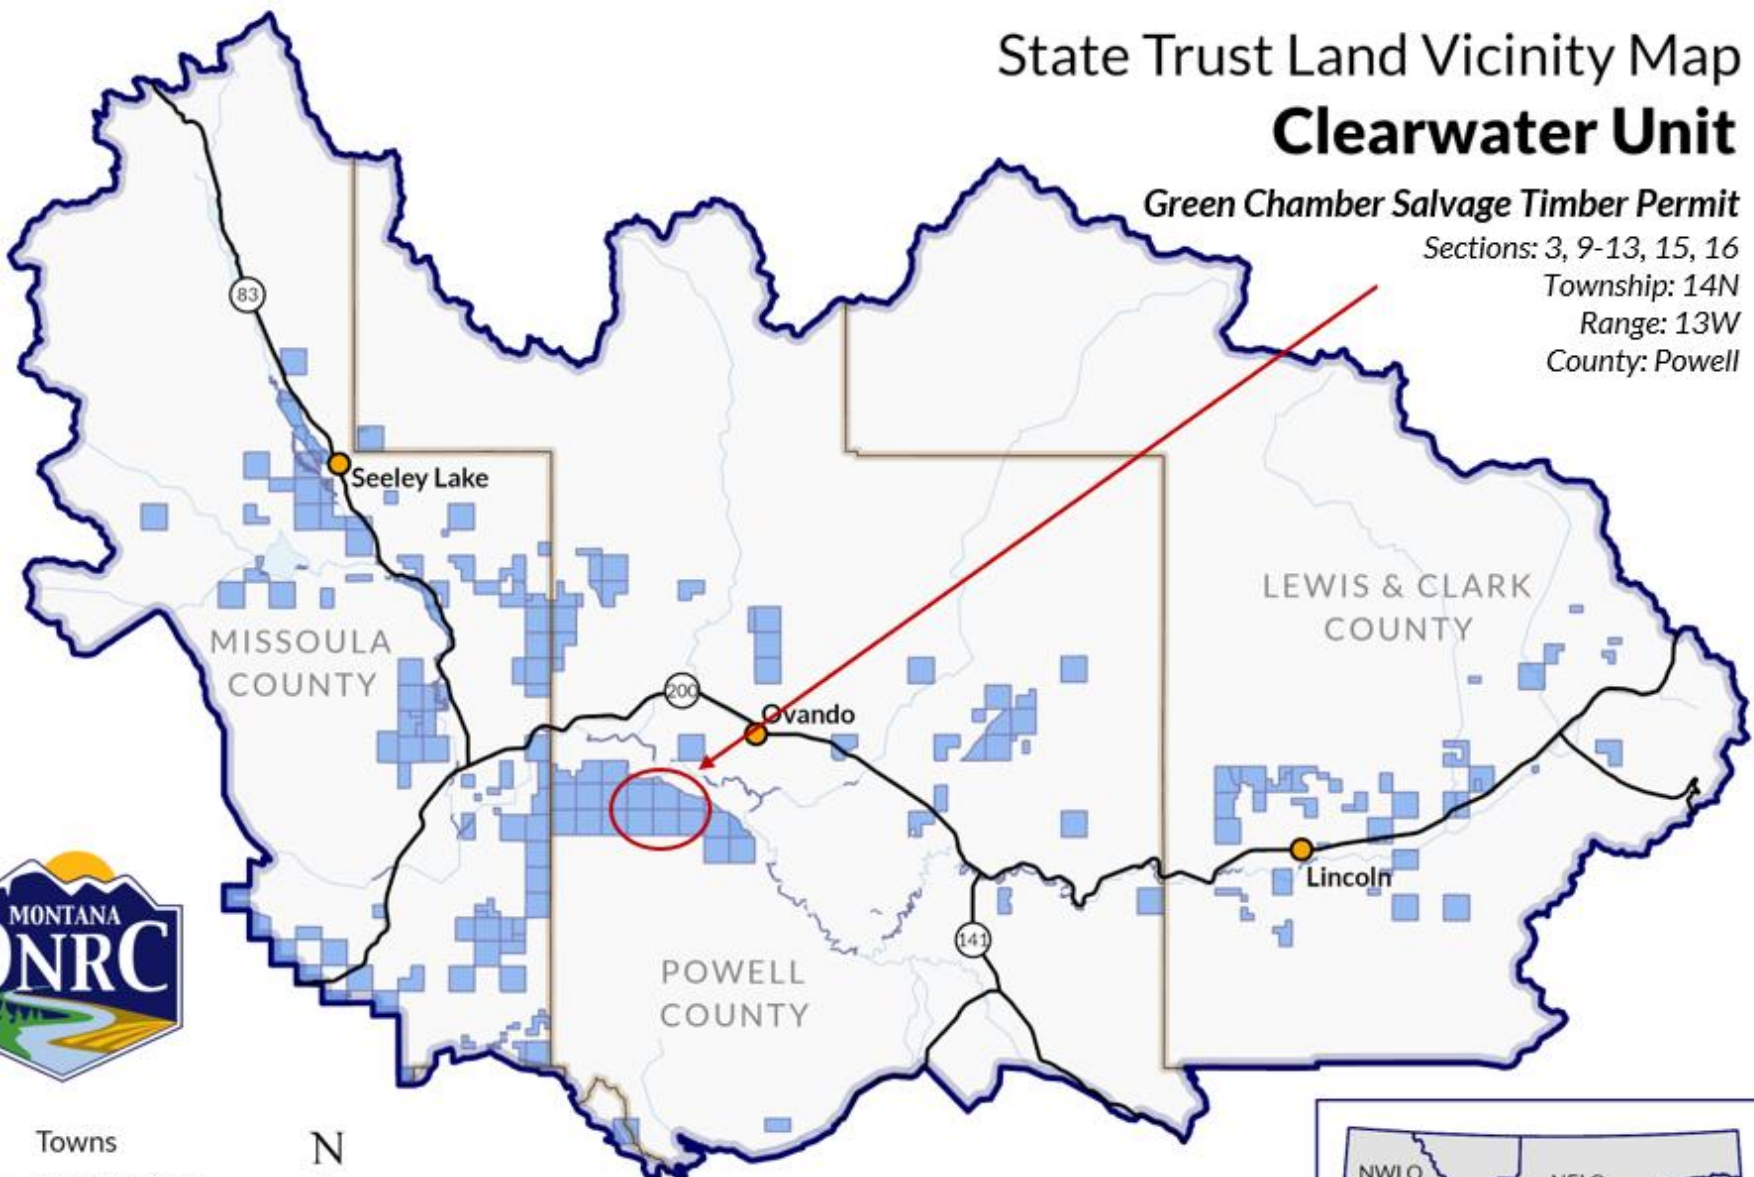 State Trust Land Vicinity Map
Clearwater Unit
Green Chamber Salvage Timber Permit
Sections: 3, 9-13, 15, 16
Township: 14N
Range: 13W
County: Powell
83
Seeley Lake
LEWIS & CLARK
COUNTY
MISSOULA
COUNTY
200
Ovando
Lincoln
MONTANA
DNRC
141
POWELL
COUNTY
Towns
N
NWLO